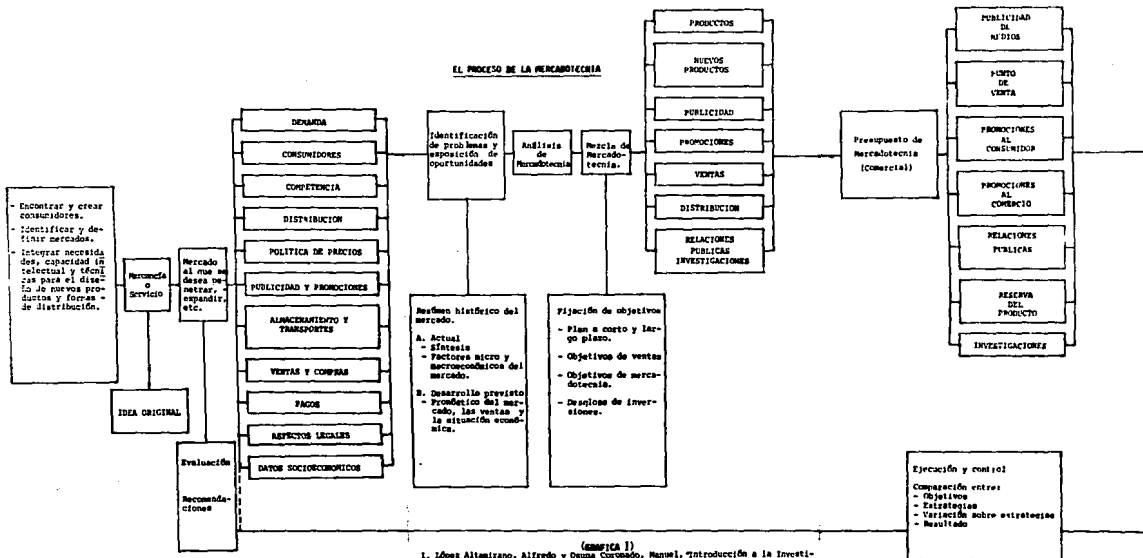 EL PROCESO DE LA MERCADOTECNIA
- Encontrar y crear
consumidores.
- Identificar y de-
finir mercados.
- Integrar necesida
des, capacidad in
telectual y técni
cas para el dise-
ño de nuevos produc
tos y formas -
de distribución.
Mercancía
o
Servicio
IDEA ORIGINAL
Mercado
al que se
desea pe-
netrar, -
expandir,
etc.
Evaluación
Recomenda-
ciones
DEMANDA
CONSUMIDORES
COMPETENCIA
DISTRIBUCION
POLITICA DE PRECIOS
PUBLICIDAD Y PROMOCIONES
ALMACENAMIENTO Y
TRANSPORTES
VENTAS Y COMPRAS
PAGOS
ASPECTOS LEGALES
DATOS SOCIOECONOMICOS
Identificación
de problemas y
exposición de
oportunidades
Resúmen histórico del
mercado.
A. Actual
- Síntesis
- Factores micro y
macroeconómicos del
mercado.
B. Desarrollo previsto
- Pronóstico del mer-
cado, las ventas y
la situación econó-
mica.
Análisis
de
Mercadotecnia
Mezcla de
Mercado-
tecnia.
Fijación de objetivos
- Plan a corto y lar-
go plazo.
- Objetivos de ventas
- Objetivos de merca-
dotecnia.
- Desglose de inver-
siones.
PRODUCTOS
NUEVOS
PRODUCTOS
PUBLICIDAD
PROMOCIONES
VENTAS
DISTRIBUCION
RELACIONES
PUBLICAS
INVESTIGACIONES
Presupuesto de
Mercadotecnia
(Comercial)
PUBLICIDAD
DE
MEDIOS
PUNTO
DE
VENTA
PROMOCIONES
AL
CONSUMIDOR
PROMOCIONES
AL
COMERCIO
RELACIONES
PUBLICAS
RESERVA
DEL
PRODUCTO
INVESTIGACIONES
Ejecución y control
Comparación entre:
- Objetivos
- Estrategias
- Variación sobre estrategias
- Resultado
(GRAFICA 1)
1. López Altamirano, Alfredo y Osuna Coronado, Manuel, "Introducción a la Investi-